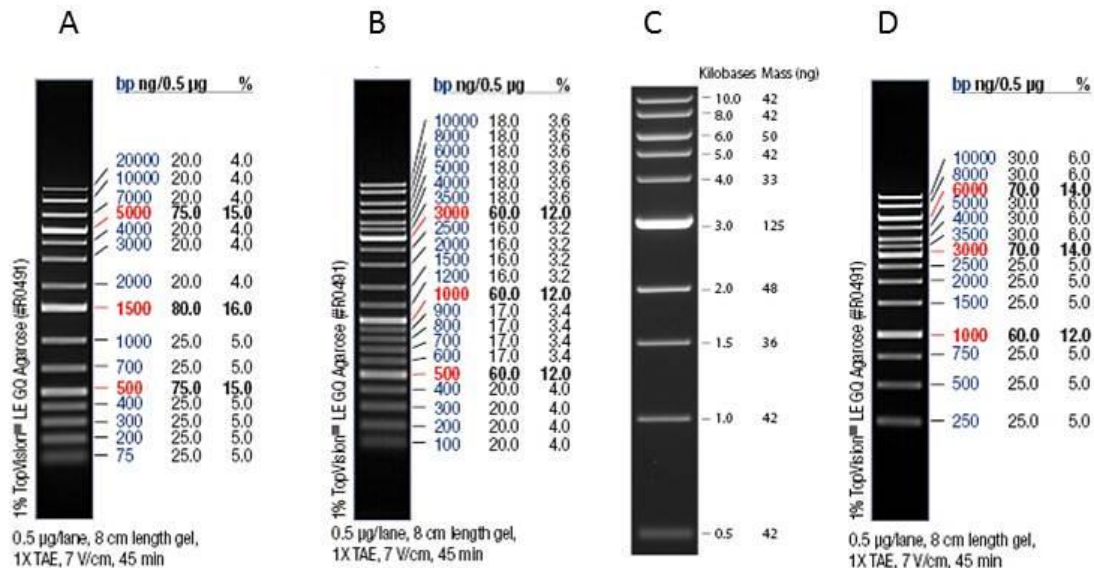 A
B
C
D
bp ng/0.5 µg %
20000 20.0 4.0
10000 20.0 4.0
7000 20.0 4.0
5000 75.0 15.0
4000 20.0 4.0
3000 20.0 4.0
2000 20.0 4.0
1500 80.0 16.0
1000 25.0 5.0
700 25.0 5.0
500 75.0 15.0
400 25.0 5.0
300 25.0 5.0
200 25.0 5.0
75 25.0 5.0
1% TopVision™ LE GQ Agarose (#R0491)
0.5 µg/lane, 8 cm length gel,
1X TAE, 7 V/cm, 45 min
bp ng/0.5 µg %
10000 18.0 3.6
8000 18.0 3.6
6000 18.0 3.6
5000 18.0 3.6
4000 18.0 3.6
3500 18.0 3.6
3000 60.0 12.0
2500 16.0 3.2
2000 16.0 3.2
1500 16.0 3.2
1200 16.0 3.2
1000 60.0 12.0
900 17.0 3.4
800 17.0 3.4
700 17.0 3.4
600 17.0 3.4
500 60.0 12.0
400 20.0 4.0
300 20.0 4.0
200 20.0 4.0
100 20.0 4.0
1% TopVision™ LE GQ Agarose (#R0491)
0.5 µg/lane, 8 cm length gel,
1X TAE, 7 V/cm, 45 min
Kilobases Mass (ng)
10.0 42
8.0 42
6.0 50
5.0 42
4.0 33
3.0 125
2.0 48
1.5 36
1.0 42
0.5 42
bp ng/0.5 µg %
10000 30.0 6.0
8000 30.0 6.0
6000 70.0 14.0
5000 30.0 6.0
4000 30.0 6.0
3500 30.0 6.0
3000 70.0 14.0
2500 25.0 5.0
2000 25.0 5.0
1500 25.0 5.0
1000 60.0 12.0
750 25.0 5.0
500 25.0 5.0
250 25.0 5.0
1% TopVision™ LE GQ Agarose (#R0491)
0.5 µg/lane, 8 cm length gel,
1X TAE, 7 V/cm, 45 min